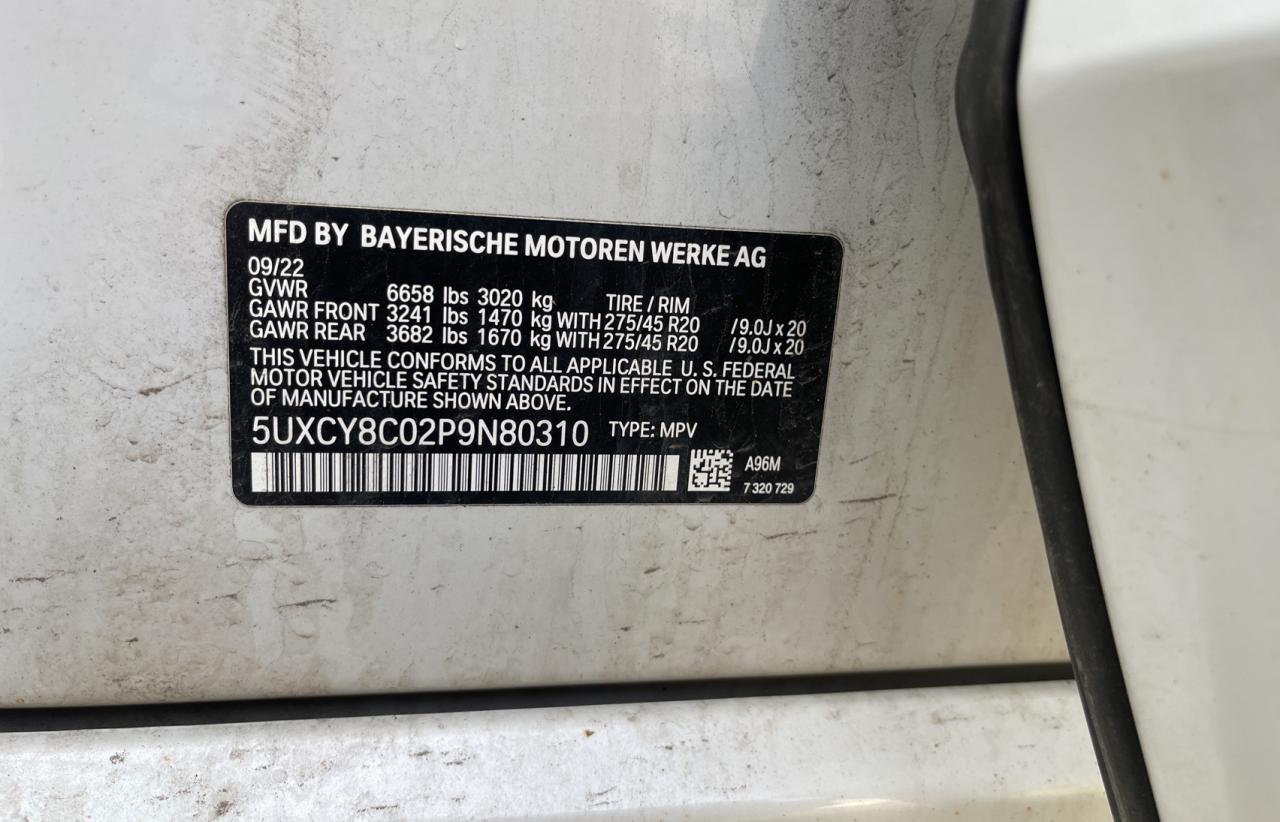 MFD BY BAYERISCHE MOTOREN WERKE AG
09/22
GVWR 6658 lbs 3020 kg TIRE / RIM
GAWR FRONT 3241 lbs 1470 kg WITH 275/45 R20 / 9.0J x 20
GAWR REAR 3682 lbs 1670 kg WITH 275/45 R20 / 9.0J x 20
THIS VEHICLE CONFORMS TO ALL APPLICABLE U. S. FEDERAL
MOTOR VEHICLE SAFETY STANDARDS IN EFFECT ON THE DATE
OF MANUFACTURE SHOWN ABOVE.
5UXCY8C02P9N80310 TYPE: MPV
A96M
7 320 729